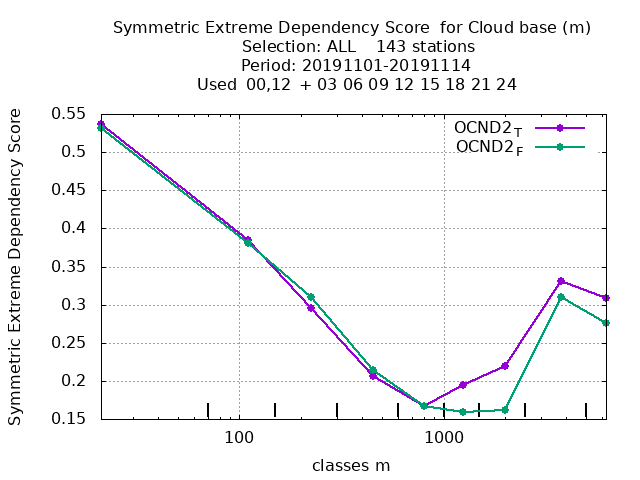 Symmetric Extreme Dependency Score for Cloud base (m)
Selection: ALL 143 stations
Period: 20191101-20191114
Used 00,12 + 03 06 09 12 15 18 21 24
Symmetric Extreme Dependency Score
0.55
0.5
0.45
0.4
0.35
0.3
0.25
0.2
0.15
OCND2T
OCND2F
100 1000
classes m